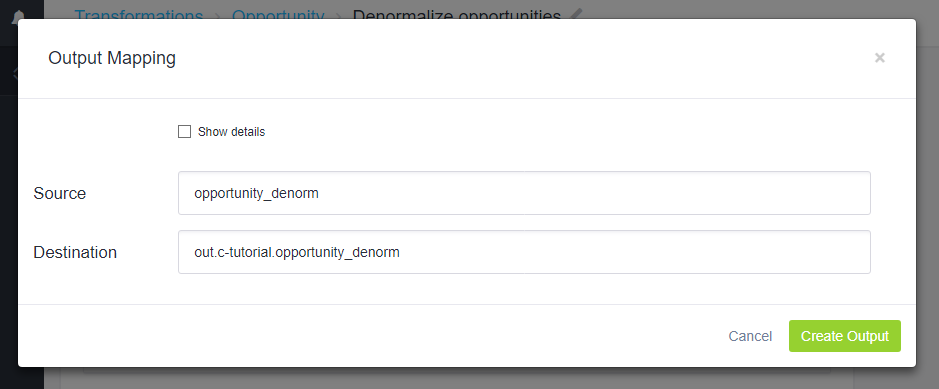 Transformations > Opportunity > Denormalize opportunities
Output Mapping
×
Show details
Source
opportunity_denorm
Destination
out.c-tutorial.opportunity_denorm
Cancel
Create Output